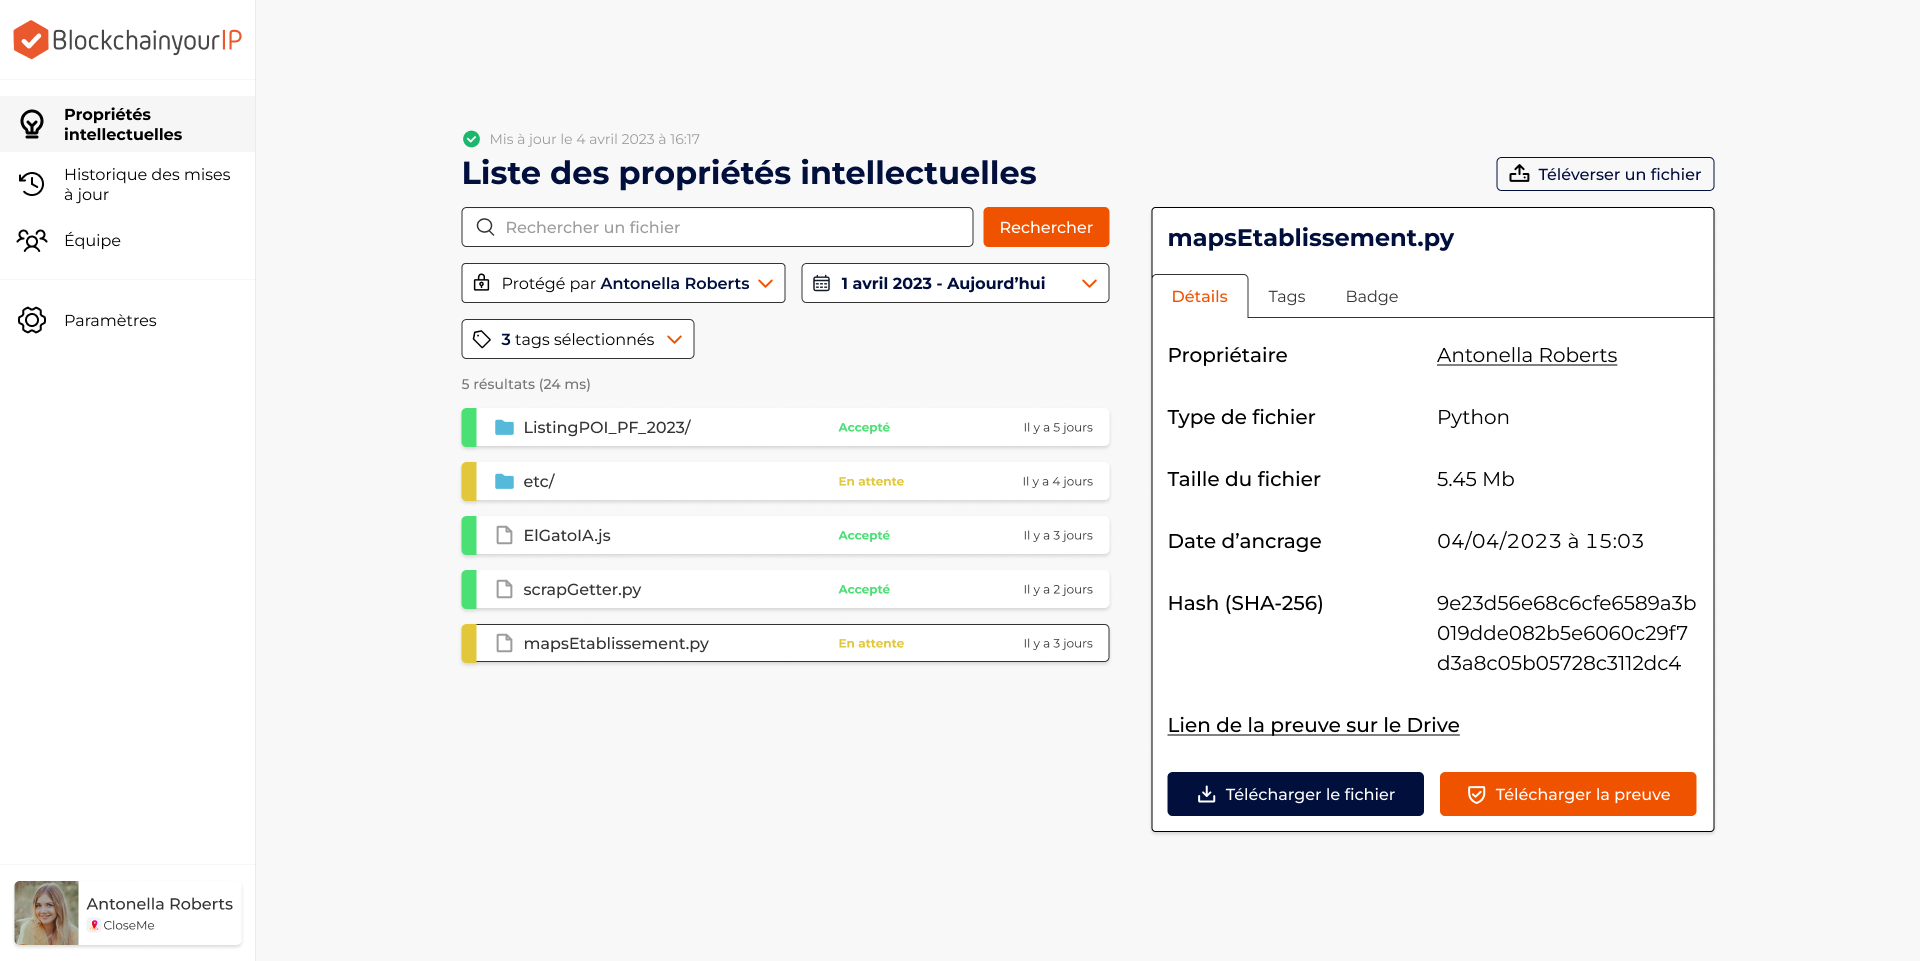 BlockchainyourIP
Propriétés
intellectuelles
Historique des mises
à jour
Équipe
Paramètres
Antonella Roberts
CloseMe
Mis à jour le 4 avril 2023 à 16:17
Liste des propriétés intellectuelles
Rechercher un fichier
Rechercher
Protégé par Antonella Roberts
1 avril 2023 - Aujourd’hui
3 tags sélectionnés
5 résultats (24 ms)
ListingPOI_PF_2023/ Accepté Il y a 5 jours
etc/ En attente Il y a 4 jours
ElGatoIA.js Accepté Il y a 3 jours
scrapGetter.py Accepté Il y a 2 jours
mapsEtablissement.py En attente Il y a 3 jours
Téléverser un fichier
mapsEtablissement.py
Détails Tags Badge
Propriétaire Antonella Roberts
Type de fichier Python
Taille du fichier 5.45 Mb
Date d’ancrage 04/04/2023 à 15:03
Hash (SHA-256) 9e23d56e68c6cfe6589a3b
019dde082b5e6060c29f7
d3a8c05b05728c3112dc4
Lien de la preuve sur le Drive
Télécharger le fichier
Télécharger la preuve